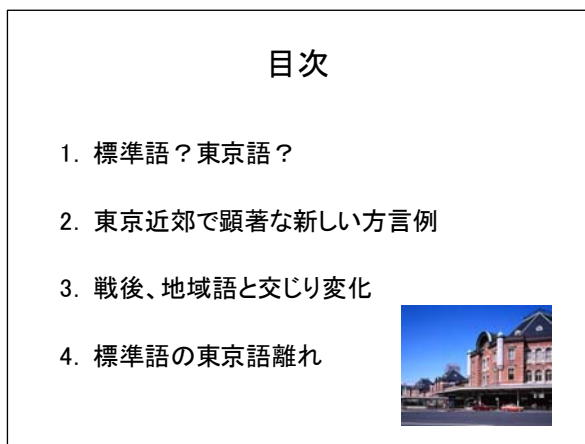 目次
1. 標準語？東京語？
2. 東京近郊で顕著な新しい方言例
3. 戦後、地域語と交じり変化
4. 標準語の東京語離れ